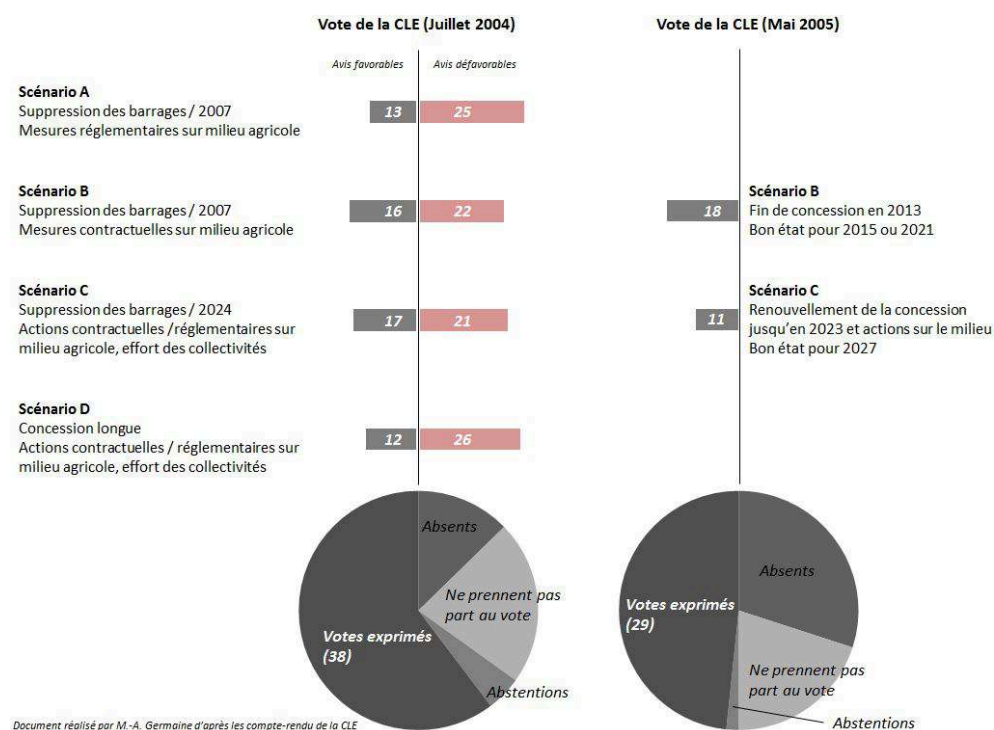 Vote de la CLE (Juillet 2004)
Vote de la CLE (Mai 2005)
Avis favorables
Avis défavorables
Scénario A
Suppression des barrages / 2007
Mesures réglementaires sur milieu agricole
13
25
Scénario B
Suppression des barrages / 2007
Mesures contractuelles sur milieu agricole
16
22
18
Scénario B
Fin de concession en 2013
Bon état pour 2015 ou 2021
Scénario C
Suppression des barrages / 2024
Actions contractuelles /réglementaires sur
milieu agricole, effort des collectivités
17
21
11
Scénario C
Renouvellement de la concession
jusqu'en 2023 et actions sur le milieu
Bon état pour 2027
Scénario D
Concession longue
Actions contractuelles / réglementaires sur
milieu agricole, effort des collectivités
12
26
Absents
Ne prennent pas
part au vote
Votes exprimés
(38)
Abstentions
Absents
Votes exprimés
(29)
Ne prennent pas
part au vote
Abstentions
Document réalisé par M.-A. Germaine d'après les compte-rendu de la CLE